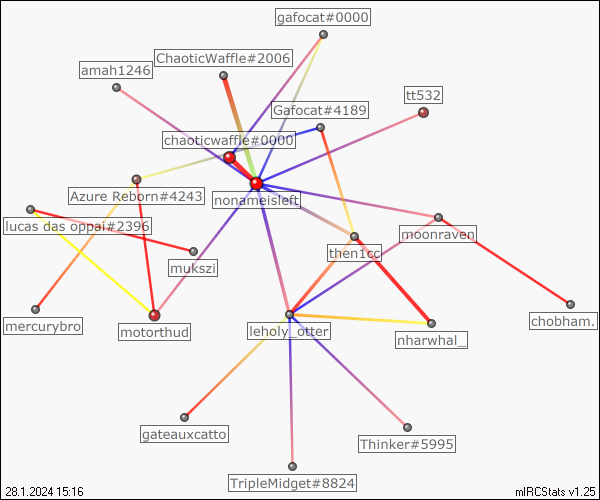 gafocat#0000
ChaoticWaffle#2006
amah1246
tt532
Gafocat#4189
chaoticwaffle#0000
Azure Reborn#4243
nonameisleft
lucas das oppai#2396
moonraven
then1cc
mukszi
mercurybro
motorthud
leholy_otter
nharwhal_
chobham.
gateauxcatto
Thinker#5995
TripleMidget#8824
28.1.2024 15:16
mIRCStats v1.25